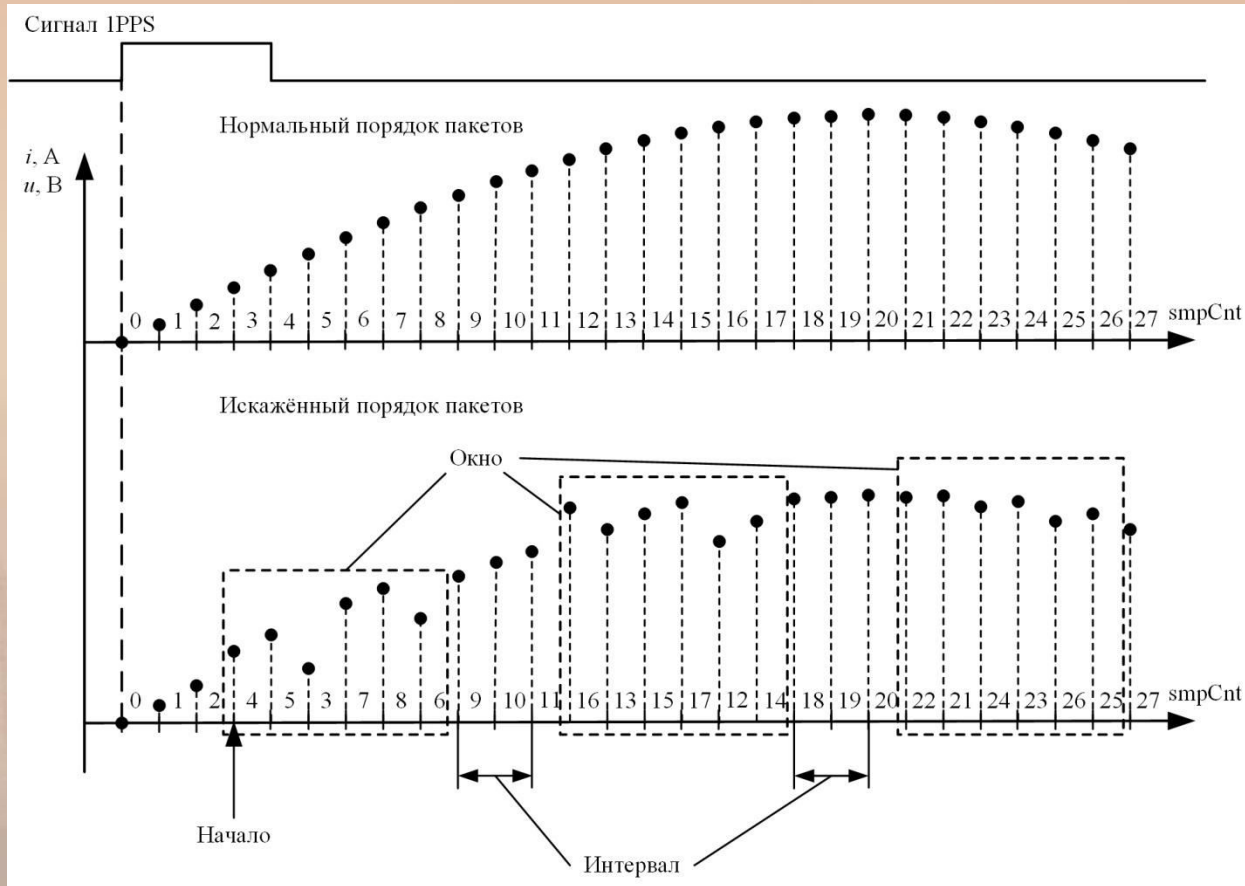 Сигнал 1PPS
Нормальный порядок пакетов
i, А
u, В
0 1 2 3 4 5 6 7 8 9 10 11 12 13 14 15 16 17 18 19 20 21 22 23 24 25 26 27 smpCnt
Искажённый порядок пакетов
Окно
0 1 2 4 5 3 7 8 6 9 10 11 16 13 15 17 12 14 18 19 20 22 21 24 23 26 25 27 smpCnt
Начало
Интервал